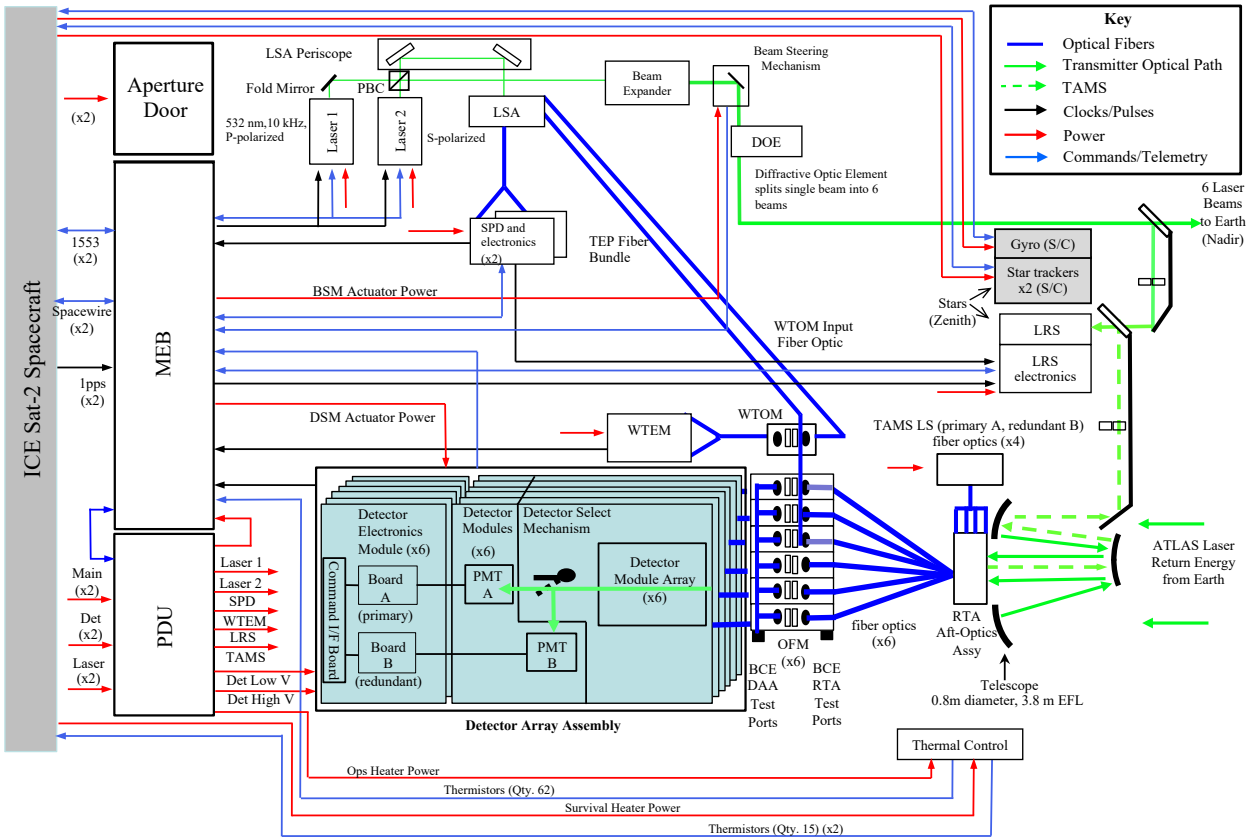 ICE Sat-2 Spacecraft
Aperture
Door
(x2)
MEB
1553
(x2)
Spacewire
(x2)
1pps
(x2)
PDU
Main
(x2)
Det
(x2)
Laser
(x2)
LSA Periscope
Fold Mirror
PBC
532 nm,10 kHz,
P-polarized
Laser 1
Laser 2
S-polarized
LSA
Beam
Expander
Beam Steering
Mechanism
DOE
Diffractive Optic Element
splits single beam into 6
beams
SPD and
electronics
(x2)
TEP Fiber
Bundle
BSM Actuator Power
WTOM Input
Fiber Optic
Key
Optical Fibers
Transmitter Optical Path
TAMS
Clocks/Pulses
Power
Commands/Telemetry
6 Laser
Beams
to Earth
(Nadir)
Gyro (S/C)
Star trackers
x2 (S/C)
Stars
(Zenith)
LRS
LRS
electronics
DSM Actuator Power
WTEM
WTOM
TAMS LS (primary A, redundant B)
fiber optics (x4)
Detector
Electronics
Module (x6)
Detector
Modules
(x6)
Detector Select
Mechanism
Command I/F Board
Board
A
(primary)
Board
B
(redundant)
PMT
A
PMT
B
Detector
Module Array
(x6)
Detector Array Assembly
BCE
DAA
Test
Ports
OFM
(x6)
BCE
RTA
Test
Ports
fiber optics
(x6)
RTA
Aft-Optics
Assy
ATLAS Laser
Return Energy
from Earth
Telescope
0.8m diameter, 3.8 m EFL
Laser 1
Laser 2
SPD
WTEM
LRS
TAMS
Det Low V
Det High V
Thermal Control
Ops Heater Power
Thermistors (Qty. 62)
Survival Heater Power
Thermistors (Qty. 15) (x2)